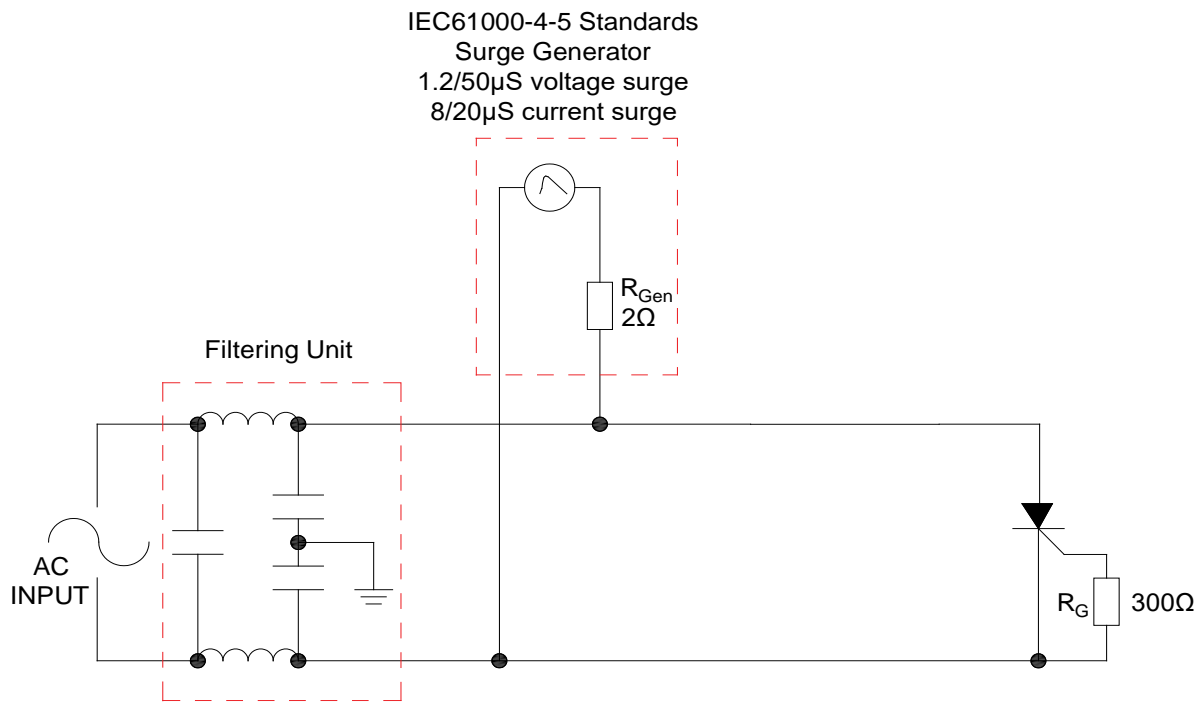 IEC61000-4-5 Standards
Surge Generator
1.2/50µS voltage surge
8/20µS current surge
RGen
2Ω
Filtering Unit
AC
INPUT
RG 300Ω